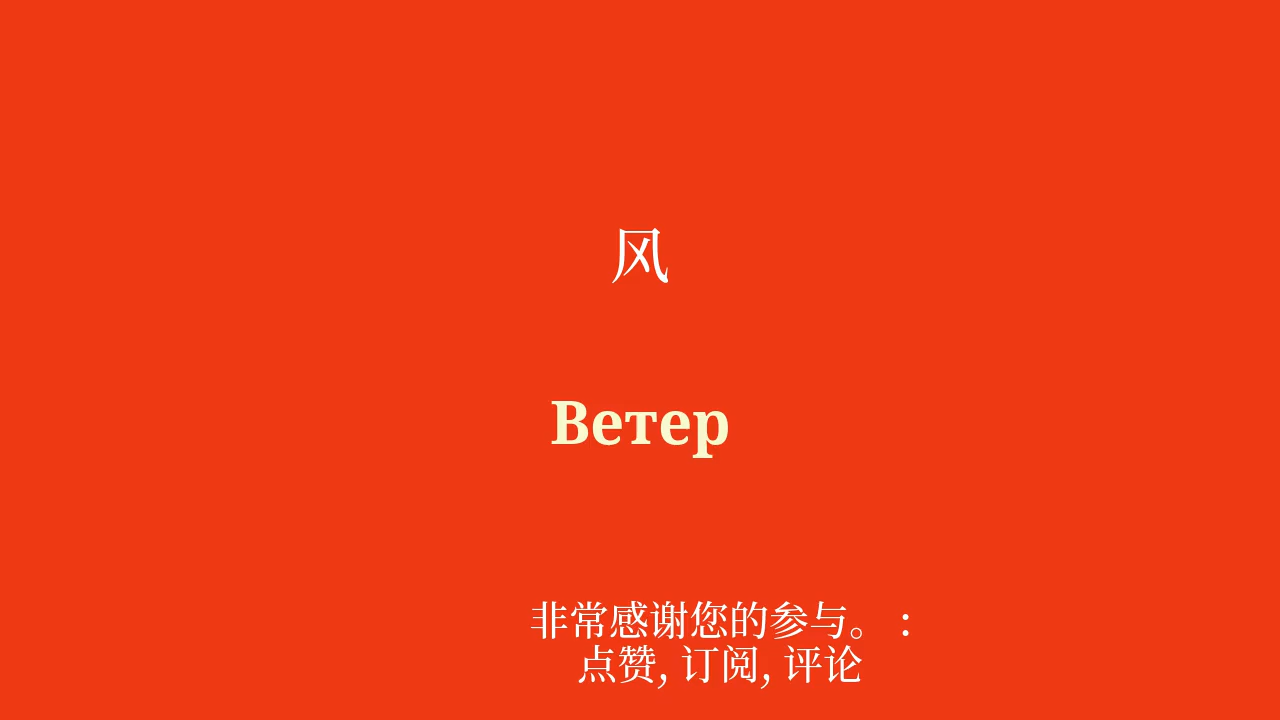 风
Ветер
非常感谢您的参与。 :
点赞, 订阅, 评论